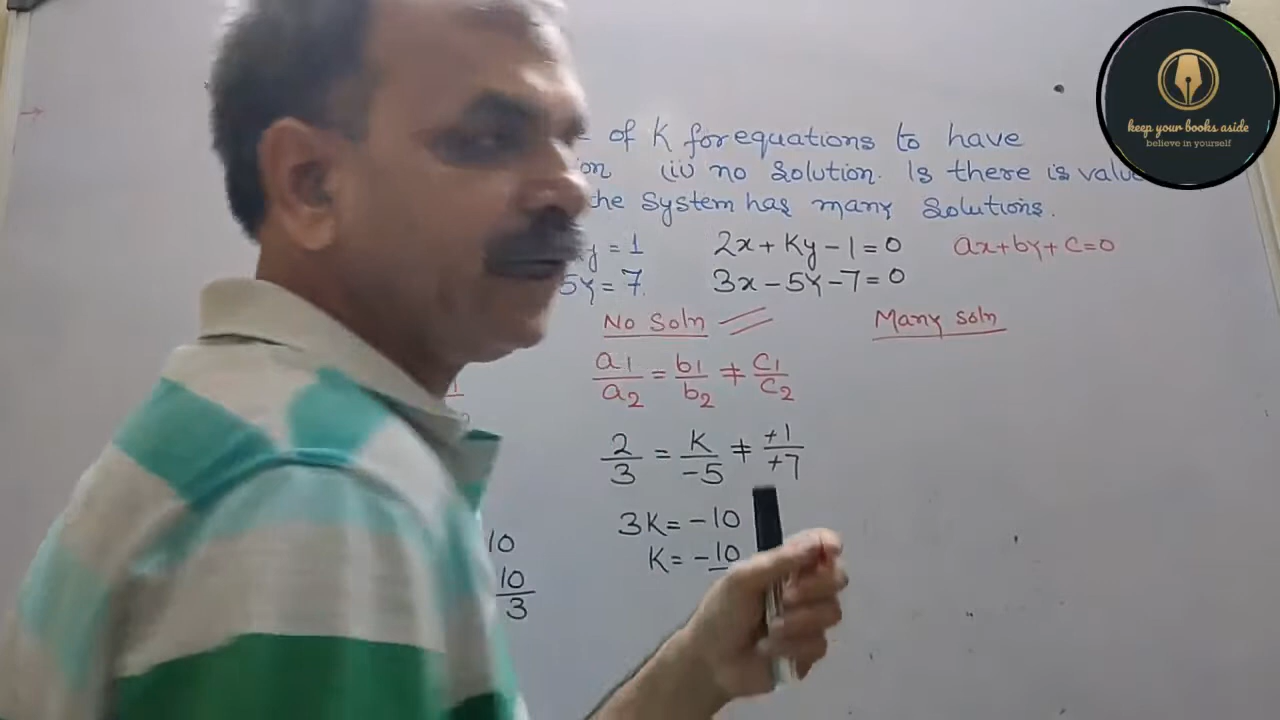 of K for equations to have
on (ii) no solution. Is there is value
the system has many solutions.
y = 1
5y = 7.
2x + Ky - 1 = 0
3x - 5y - 7 = 0
ax + by + c = 0
No Soln
a1/a2 = b1/b2 ≠ c1/c2
2/3 = K/-5 ≠ +1/+7
3K = -10
K = -10
Many soln
1
10
10/3
keep your books aside
believe in yourself